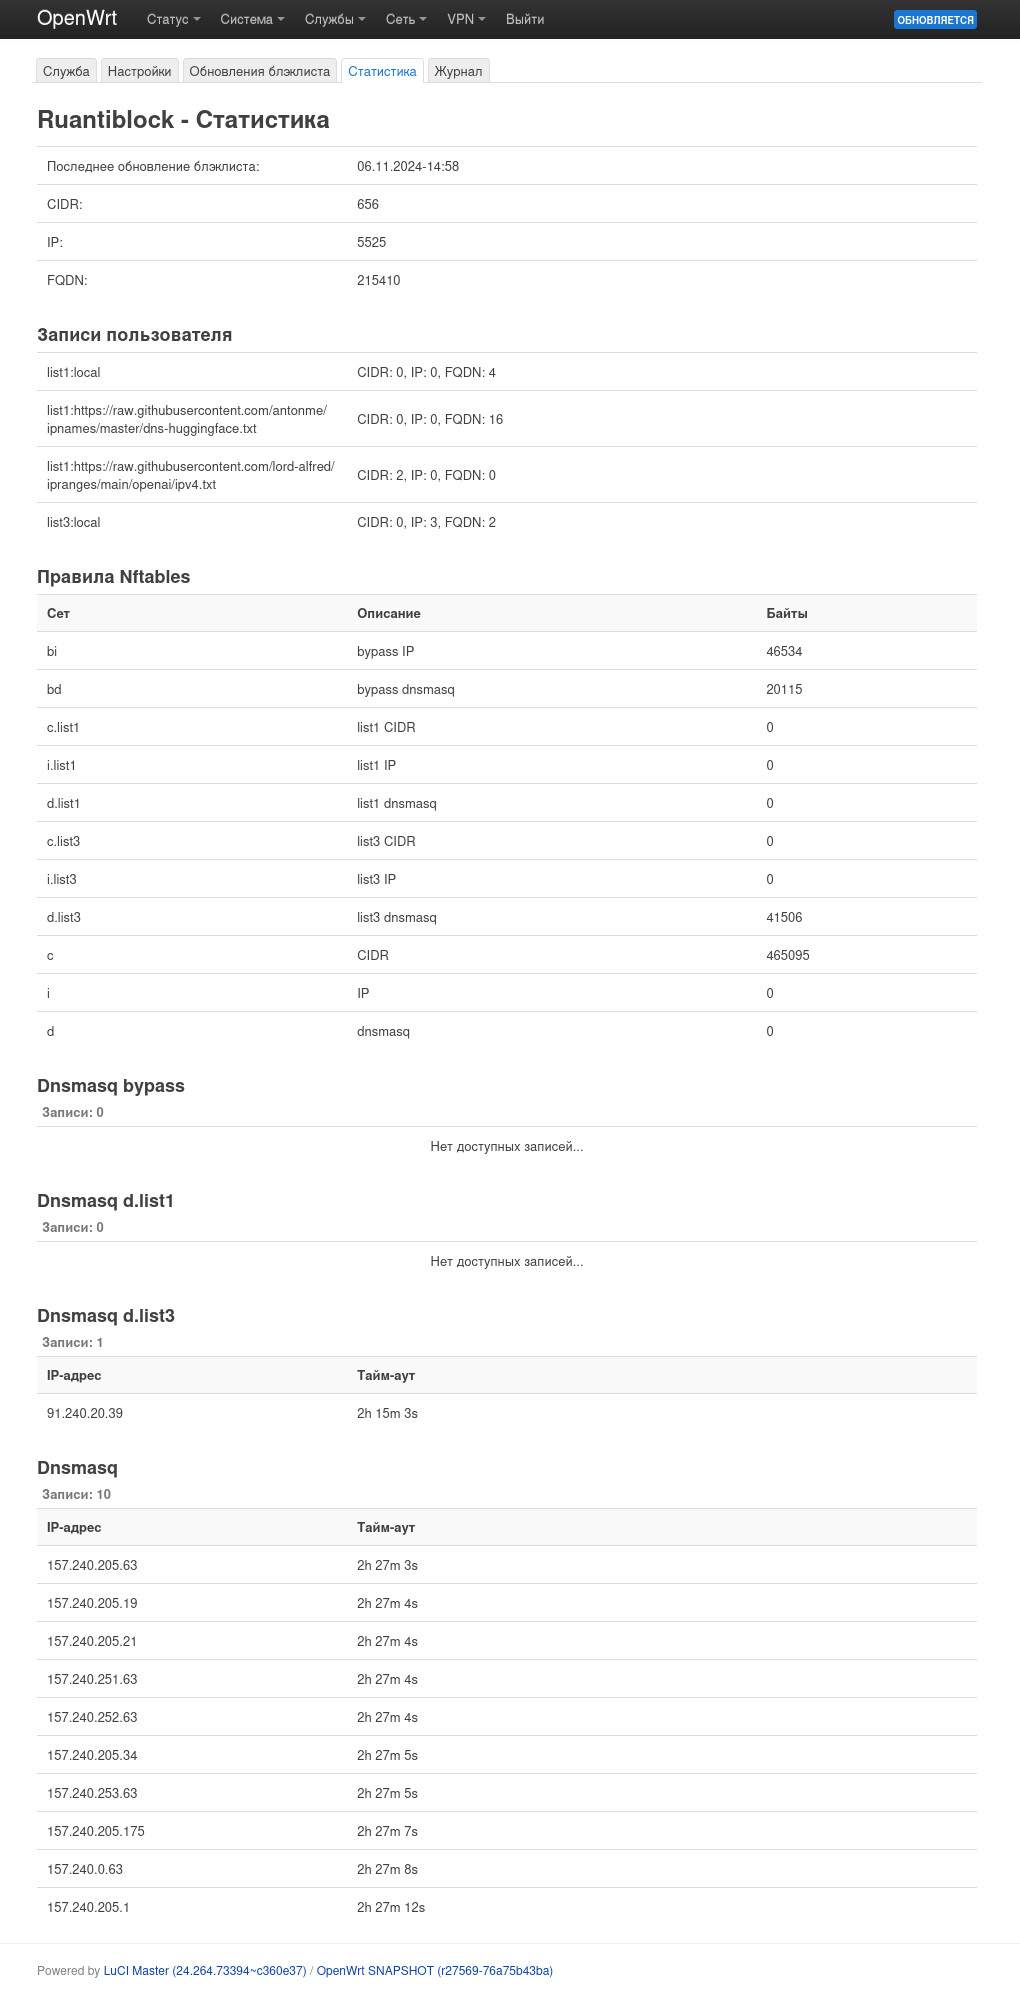 OpenWrt Статус Система Службы Сеть VPN Выйти ОБНОВЛЯЕТСЯ
Служба Настройки Обновления блэклиста Статистика Журнал
Ruantiblock - Статистика
Последнее обновление блэклиста: 06.11.2024-14:58
CIDR: 656
IP: 5525
FQDN: 215410
Записи пользователя
list1:local CIDR: 0, IP: 0, FQDN: 4
list1:https://raw.githubusercontent.com/antonme/
ipnames/master/dns-huggingface.txt CIDR: 0, IP: 0, FQDN: 16
list1:https://raw.githubusercontent.com/lord-alfred/
ipranges/main/openai/ipv4.txt CIDR: 2, IP: 0, FQDN: 0
list3:local CIDR: 0, IP: 3, FQDN: 2
Правила Nftables
Сет Описание Байты
bi bypass IP 46534
bd bypass dnsmasq 20115
c.list1 list1 CIDR 0
i.list1 list1 IP 0
d.list1 list1 dnsmasq 0
c.list3 list3 CIDR 0
i.list3 list3 IP 0
d.list3 list3 dnsmasq 41506
c CIDR 465095
i IP 0
d dnsmasq 0
Dnsmasq bypass
Записи: 0
Нет доступных записей...
Dnsmasq d.list1
Записи: 0
Нет доступных записей...
Dnsmasq d.list3
Записи: 1
IP-адрес Тайм-аут
91.240.20.39 2h 15m 3s
Dnsmasq
Записи: 10
IP-адрес Тайм-аут
157.240.205.63 2h 27m 3s
157.240.205.19 2h 27m 4s
157.240.205.21 2h 27m 4s
157.240.251.63 2h 27m 4s
157.240.252.63 2h 27m 4s
157.240.205.34 2h 27m 5s
157.240.253.63 2h 27m 5s
157.240.205.175 2h 27m 7s
157.240.0.63 2h 27m 8s
157.240.205.1 2h 27m 12s
Powered by LuCI Master (24.264.73394~c360e37) / OpenWrt SNAPSHOT (r27569-76a75b43ba)